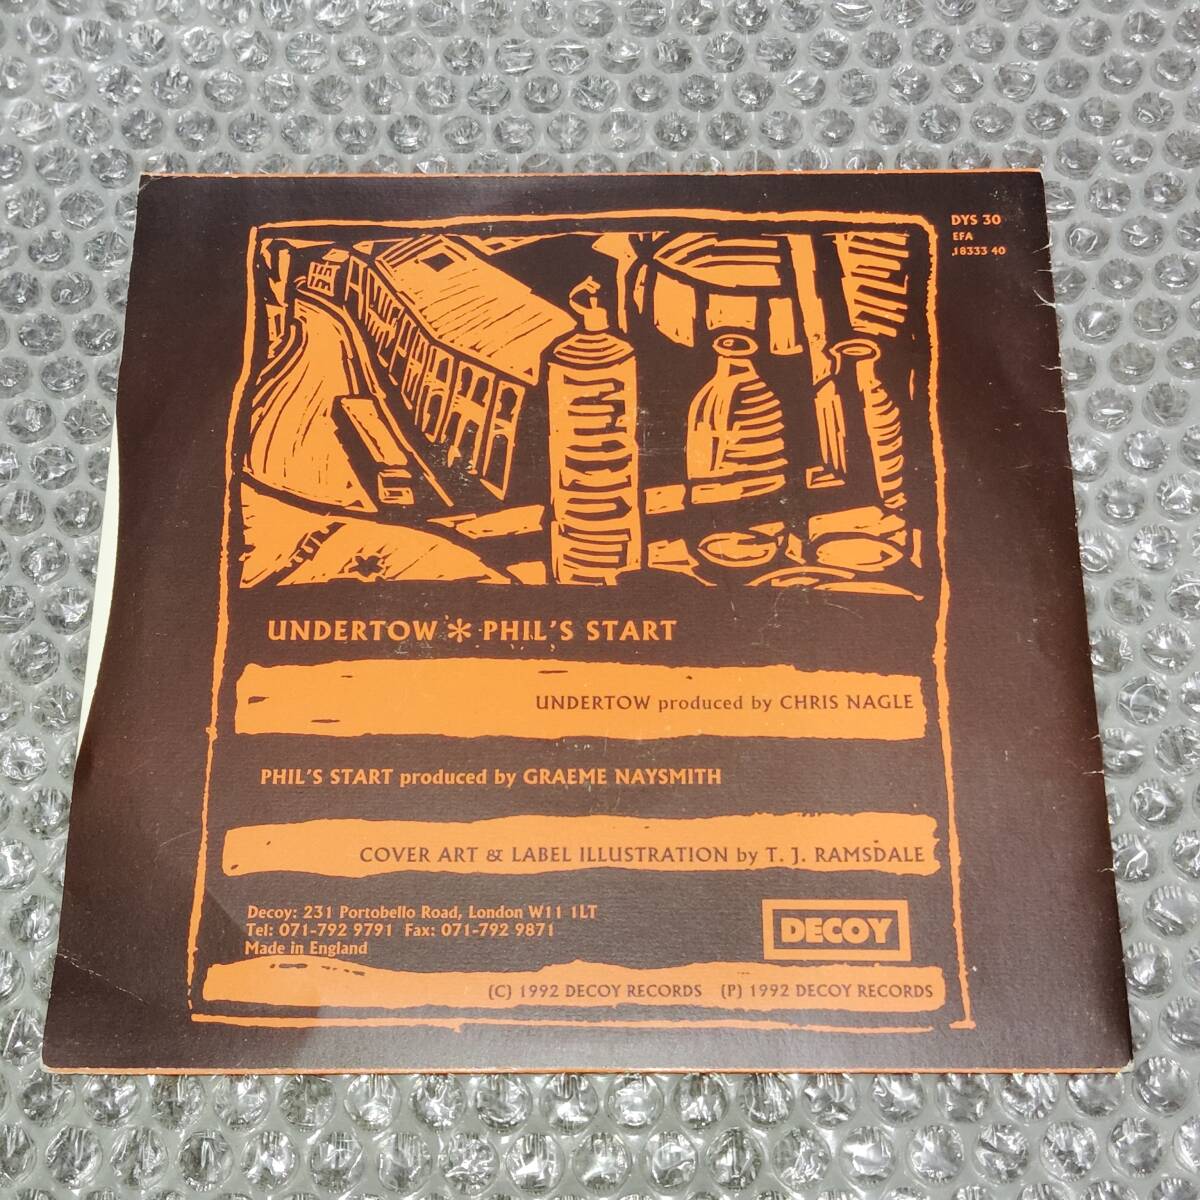 DYS 30
EFA
18333 40
UNDERTOW * PHIL'S START
UNDERTOW produced by CHRIS NAGLE
PHIL'S START produced by GRAEME NAYSMITH
COVER ART & LABEL ILLUSTRATION by T. J. RAMSDALE
Decoy: 231 Portobello Road, London W11 1LT
Tel: 071-792 9791 Fax: 071-792 9871
Made in England
DECOY
(C) 1992 DECOY RECORDS (P) 1992 DECOY RECORDS